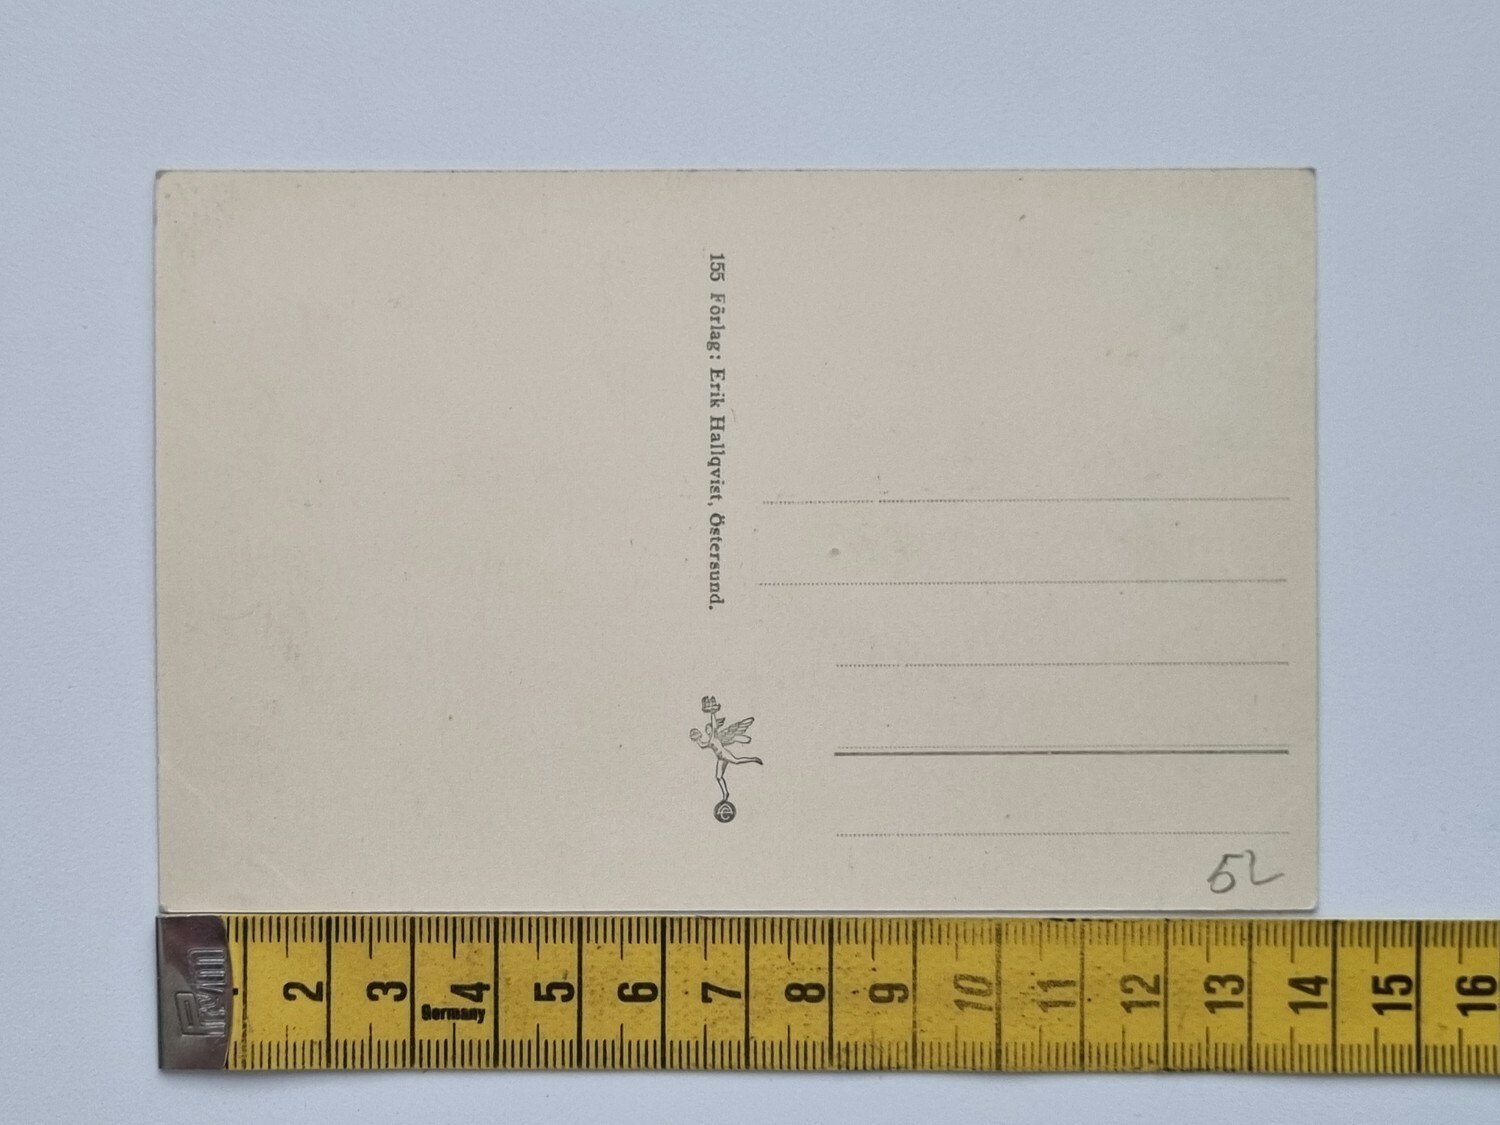 155 Förlag: Erik Hallqvist, Östersund.
52
2 3 4 5 6 7 8 9 10 11 12 13 14 15 16
Germany